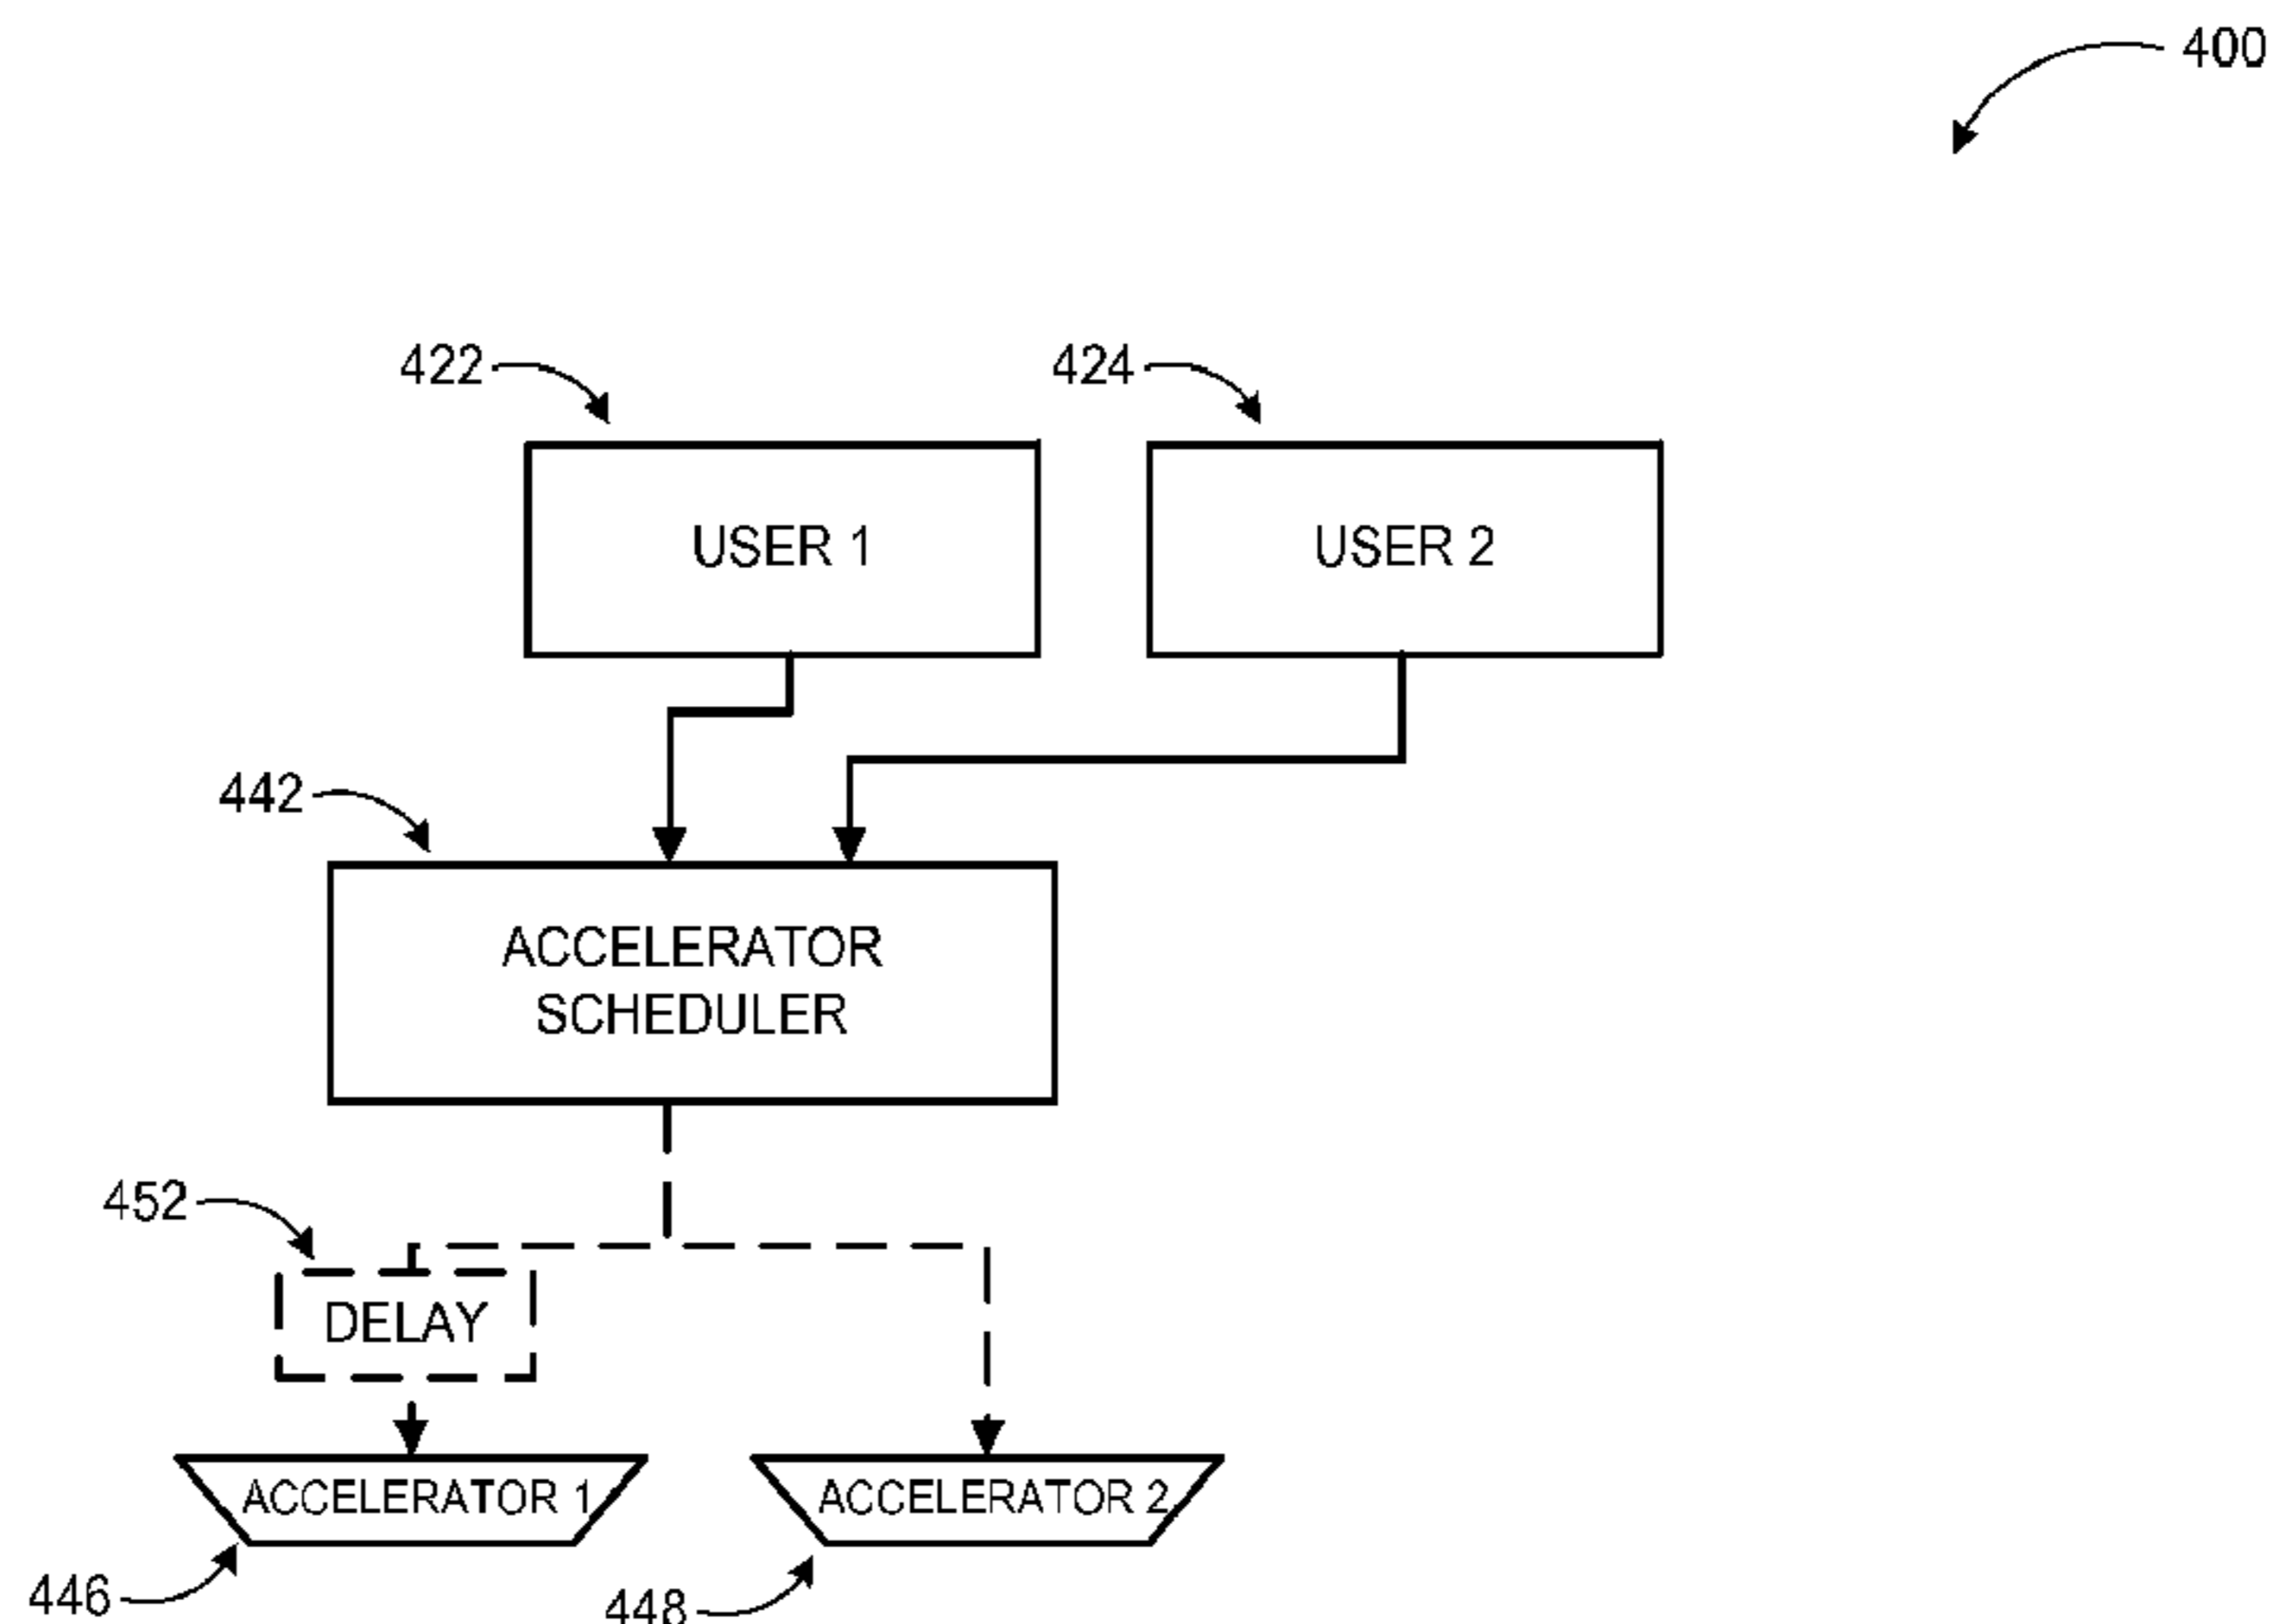 400
422
424
USER 1
USER 2
442
ACCELERATOR
SCHEDULER
452
DELAY
ACCELERATOR 1
ACCELERATOR 2
446
448